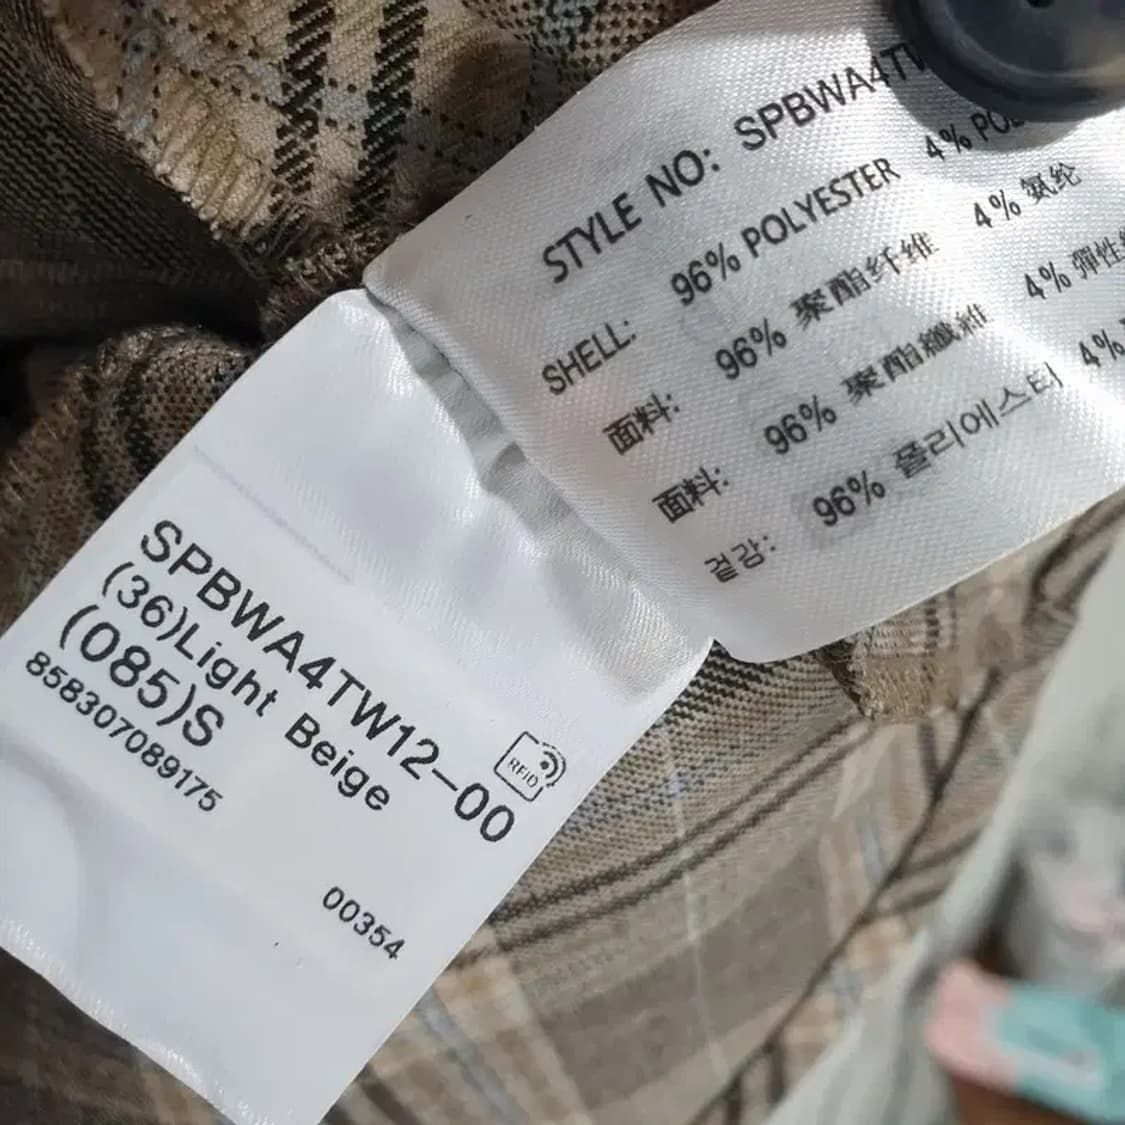 STYLE NO: SPBWA4TW
SHELL: 96% POLYESTER 4%
面料: 96% 聚酯纤维 4% 氨纶
面料: 96% 聚酯纖維 4% 彈性
겉감: 96% 폴리에스터 4%
SPBWA4TW12-00
(36)Light Beige
(085)S
858307089175
RFID
00354